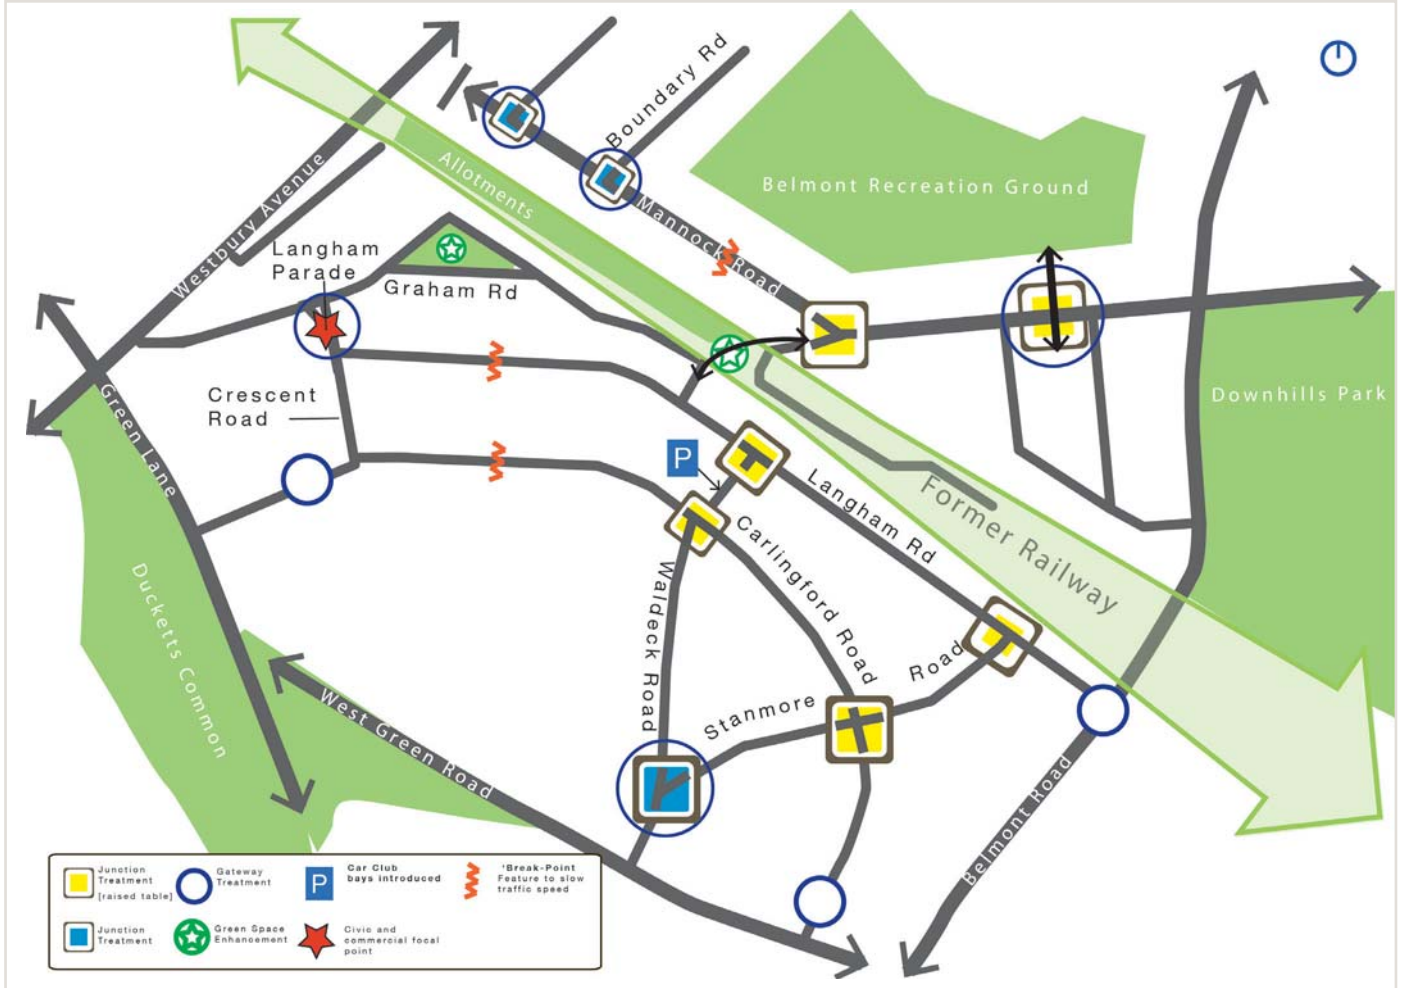 Boundary Rd
Belmont Recreation Ground
Allotments
Mannock Road
Westbury Avenue
Langham
Parade
Graham Rd
Crescent
Road
Green Lane
Downhills Park
P
Langham Rd
Former Railway
Carlingford Road
Waldeck Road
Stanmore Road
Ducketts Common
West Green Road
Belmont Road
Junction
Treatment
[raised table]
Gateway
Treatment
P
Car Club
bays introduced
'Break-Point
Feature to slow
traffic speed
Junction
Treatment
Green Space
Enhancement
Civic and
commercial focal
point